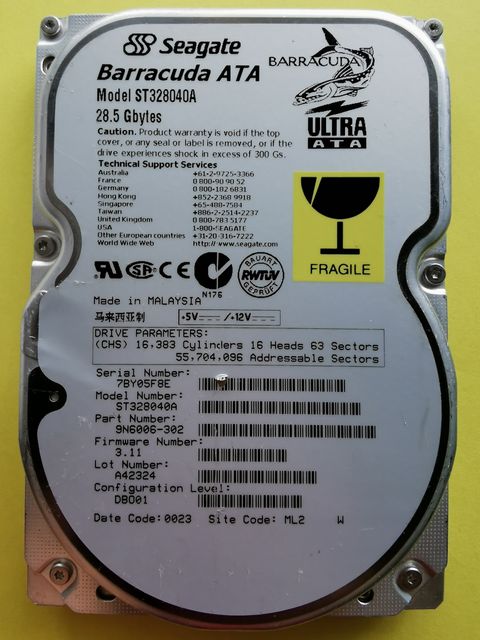 Seagate
Barracuda ATA
Model ST328040A
28.5 Gbytes
BARRACUDA
ULTRA
ATA
Caution. Product warranty is void if the top
cover, or any seal or label is removed, or if the
drive experiences shock in excess of 300 Gs.
Technical Support Services
Australia +61-2-9725-3366
France 0 800-90 90 52
Germany 0 800-182 6831
Hong Kong +852-2368 9918
Singapore +65-488-7584
Taiwan +886-2-2514-2237
United Kingdom 0 800-783 5177
USA 1-800-SEAGATE
Other European countries +31-20-316-7222
World Wide Web http://www.seagate.com
FRAGILE
N176
BAUART
RWTÜV
GEPRÜFT
Made in MALAYSIA
马来西亚制
+5V /+12V
DRIVE PARAMETERS:
(CHS) 16,383 Cylinders 16 Heads 63 Sectors
55,704,096 Addressable Sectors
Serial Number:
7BY05F8E
Model Number:
ST328040A
Part Number:
9N6006-302
Firmware Number:
3.11
Lot Number:
A42324
Configuration Level:
DB001
Date Code:0023 Site Code: ML2 W